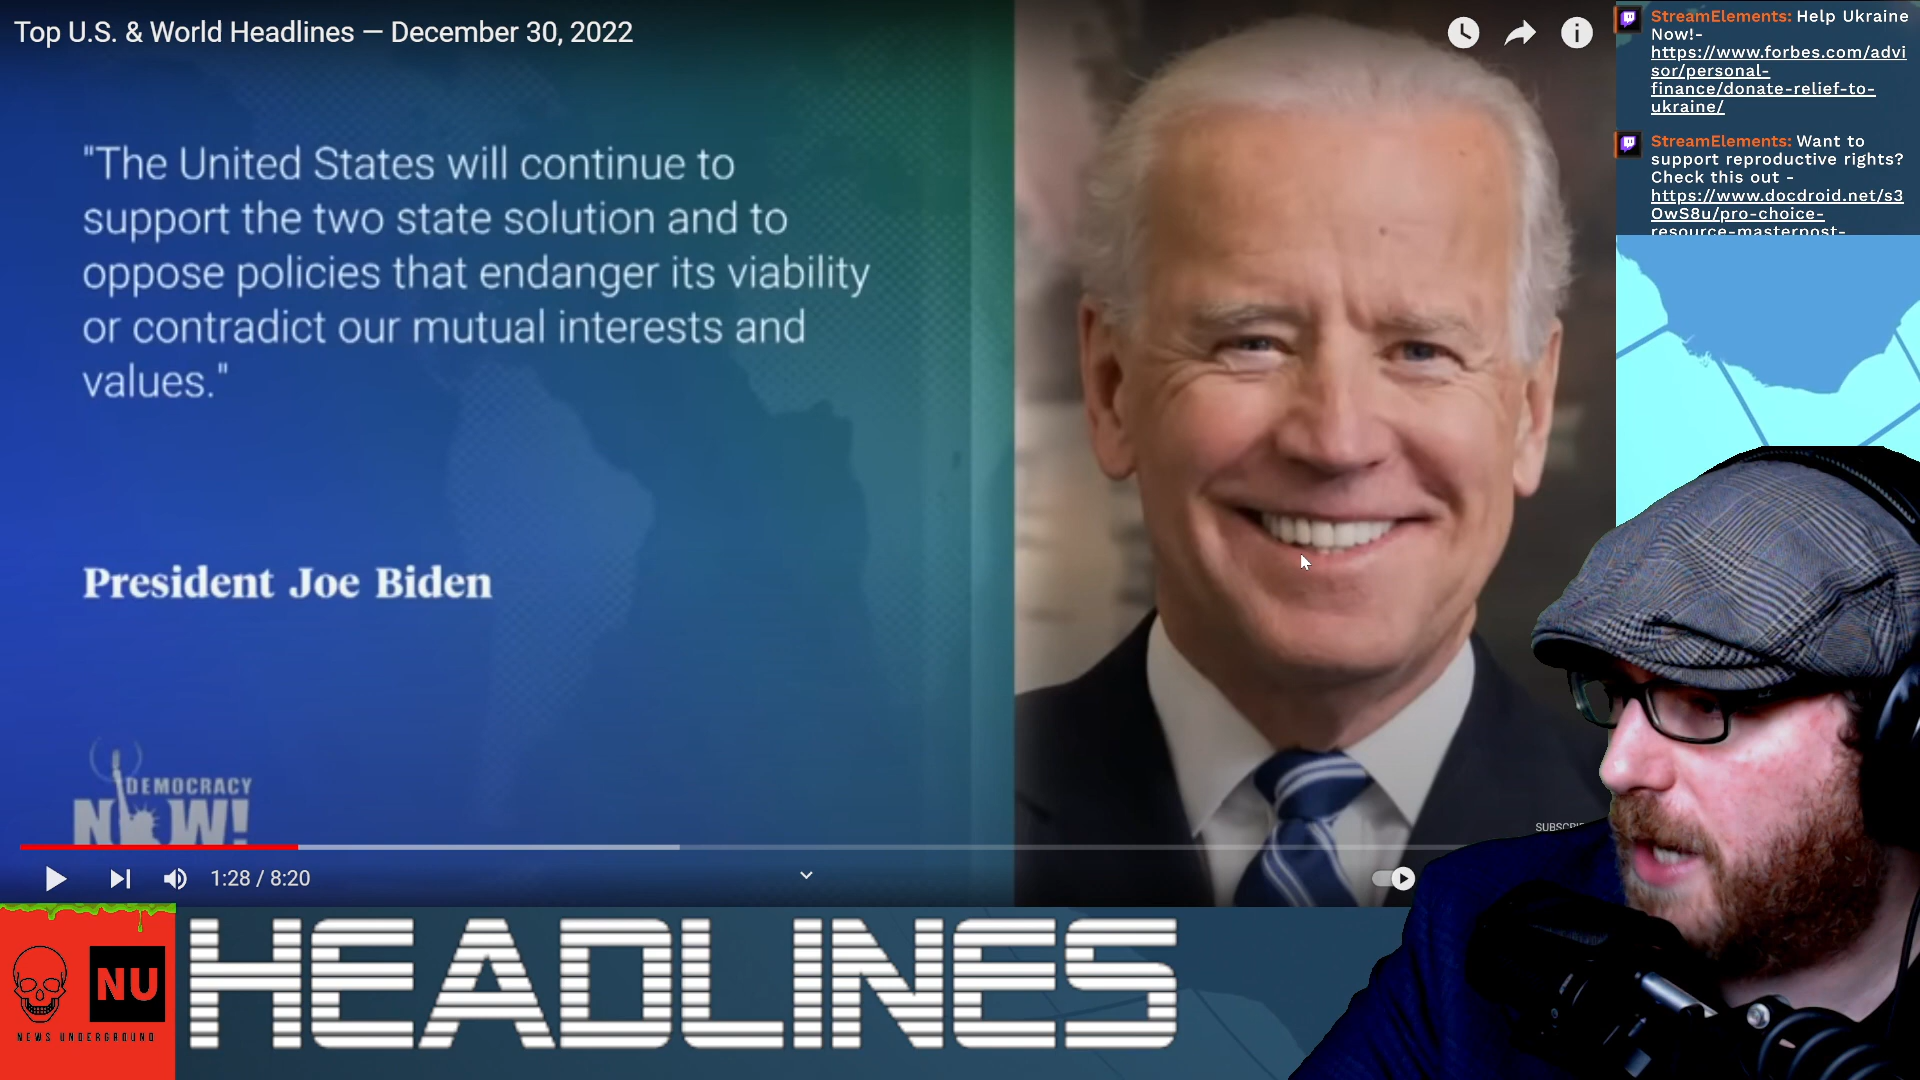 Top U.S. & World Headlines — December 30, 2022
"The United States will continue to
support the two state solution and to
oppose policies that endanger its viability
or contradict our mutual interests and
values."
President Joe Biden
DEMOCRACY
NOW!
1:28 / 8:20
StreamElements: Help Ukraine
Now!-
https://www.forbes.com/advi
sor/personal-
finance/donate-relief-to-
ukraine/
StreamElements: Want to
support reproductive rights?
Check this out -
https://www.docdroid.net/s3
OwS8u/pro-choice-
resource-masterpost-
NU
NEWS UNDERGROUND
HEADLINES